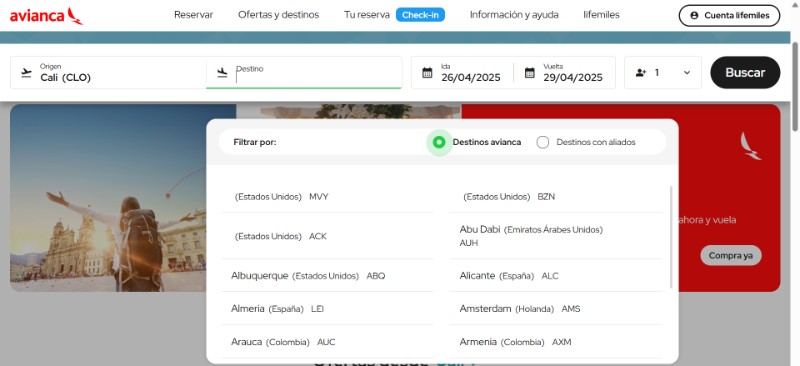 avianca
Reservar
Ofertas y destinos
Tu reserva
Check-in
Información y ayuda
lifemiles
Cuenta lifemiles
Origen
Cali (CLO)
Destino
Ida
26/04/2025
Vuelta
29/04/2025
1
Buscar
Filtrar por:
Destinos avianca
Destinos con aliados
(Estados Unidos) MVY
(Estados Unidos) BZN
(Estados Unidos) ACK
Abu Dabi (Emiratos Árabes Unidos)
AUH
Albuquerque (Estados Unidos) ABQ
Alicante (España) ALC
Almeria (España) LEI
Amsterdam (Holanda) AMS
Arauca (Colombia) AUC
Armenia (Colombia) AXM
ahora y vuela
Compra ya